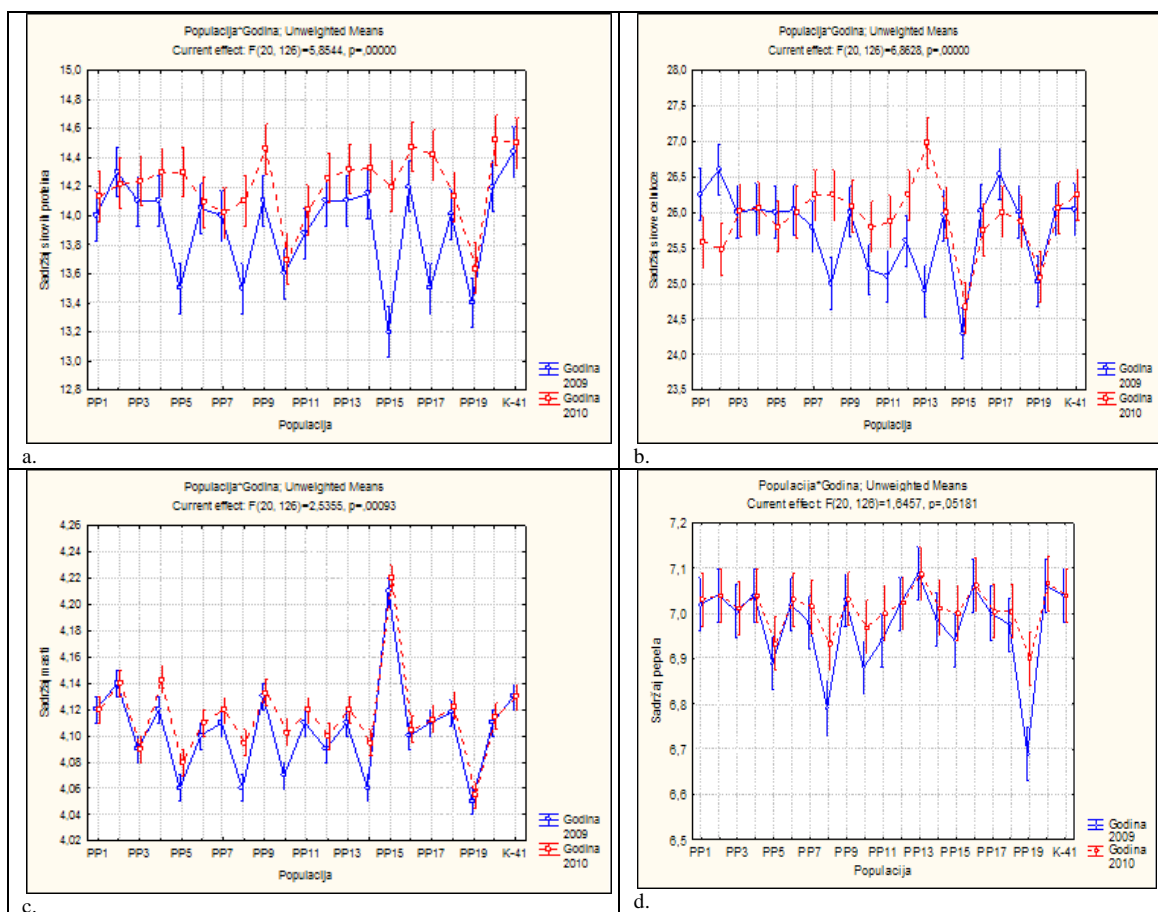 Populacija*Godina; Unweighted Means
Current effect: F(20, 126)=5,8544, p=,00000
15,0
14,8
14,6
14,4
14,2
14,0
13,8
13,6
13,4
13,2
13,0
12,8
Sadržaj sirovih proteina
PP1 PP3 PP5 PP7 PP9 PP11 PP13 PP15 PP17 PP19 K-41
Populacija
Godina
2009
Godina
2010
a.
Populacija*Godina; Unweighted Means
Current effect: F(20, 126)=6,8628, p=,00000
28,0
27,5
27,0
26,5
26,0
25,5
25,0
24,5
24,0
23,5
Sadržaj sirove celuloze
PP1 PP3 PP5 PP7 PP9 PP11 PP13 PP15 PP17 PP19 K-41
Populacija
Godina
2009
Godina
2010
b.
Populacija*Godina; Unweighted Means
Current effect: F(20, 126)=2,5355, p=,00093
4,26
4,24
4,22
4,20
4,18
4,16
4,14
4,12
4,10
4,08
4,06
4,04
4,02
Sadržaj masti
PP1 PP3 PP5 PP7 PP9 PP11 PP13 PP15 PP17 PP19 K-41
Populacija
Godina
2009
Godina
2010
c.
Populacija*Godina; Unweighted Means
Current effect: F(20, 126)=1,6457, p=,05181
7,2
7,1
7,0
6,9
6,8
6,7
6,6
6,5
Sadržaj pepela
PP1 PP3 PP5 PP7 PP9 PP11 PP13 PP15 PP17 PP19 K-41
Populacija
Godina
2009
Godina
2010
d.